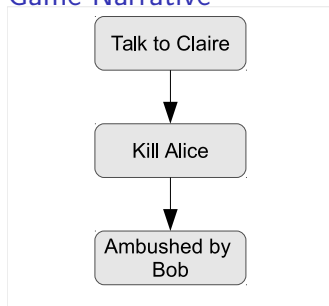 Game Narrative
Talk to Claire
Kill Alice
Ambushed by
Bob